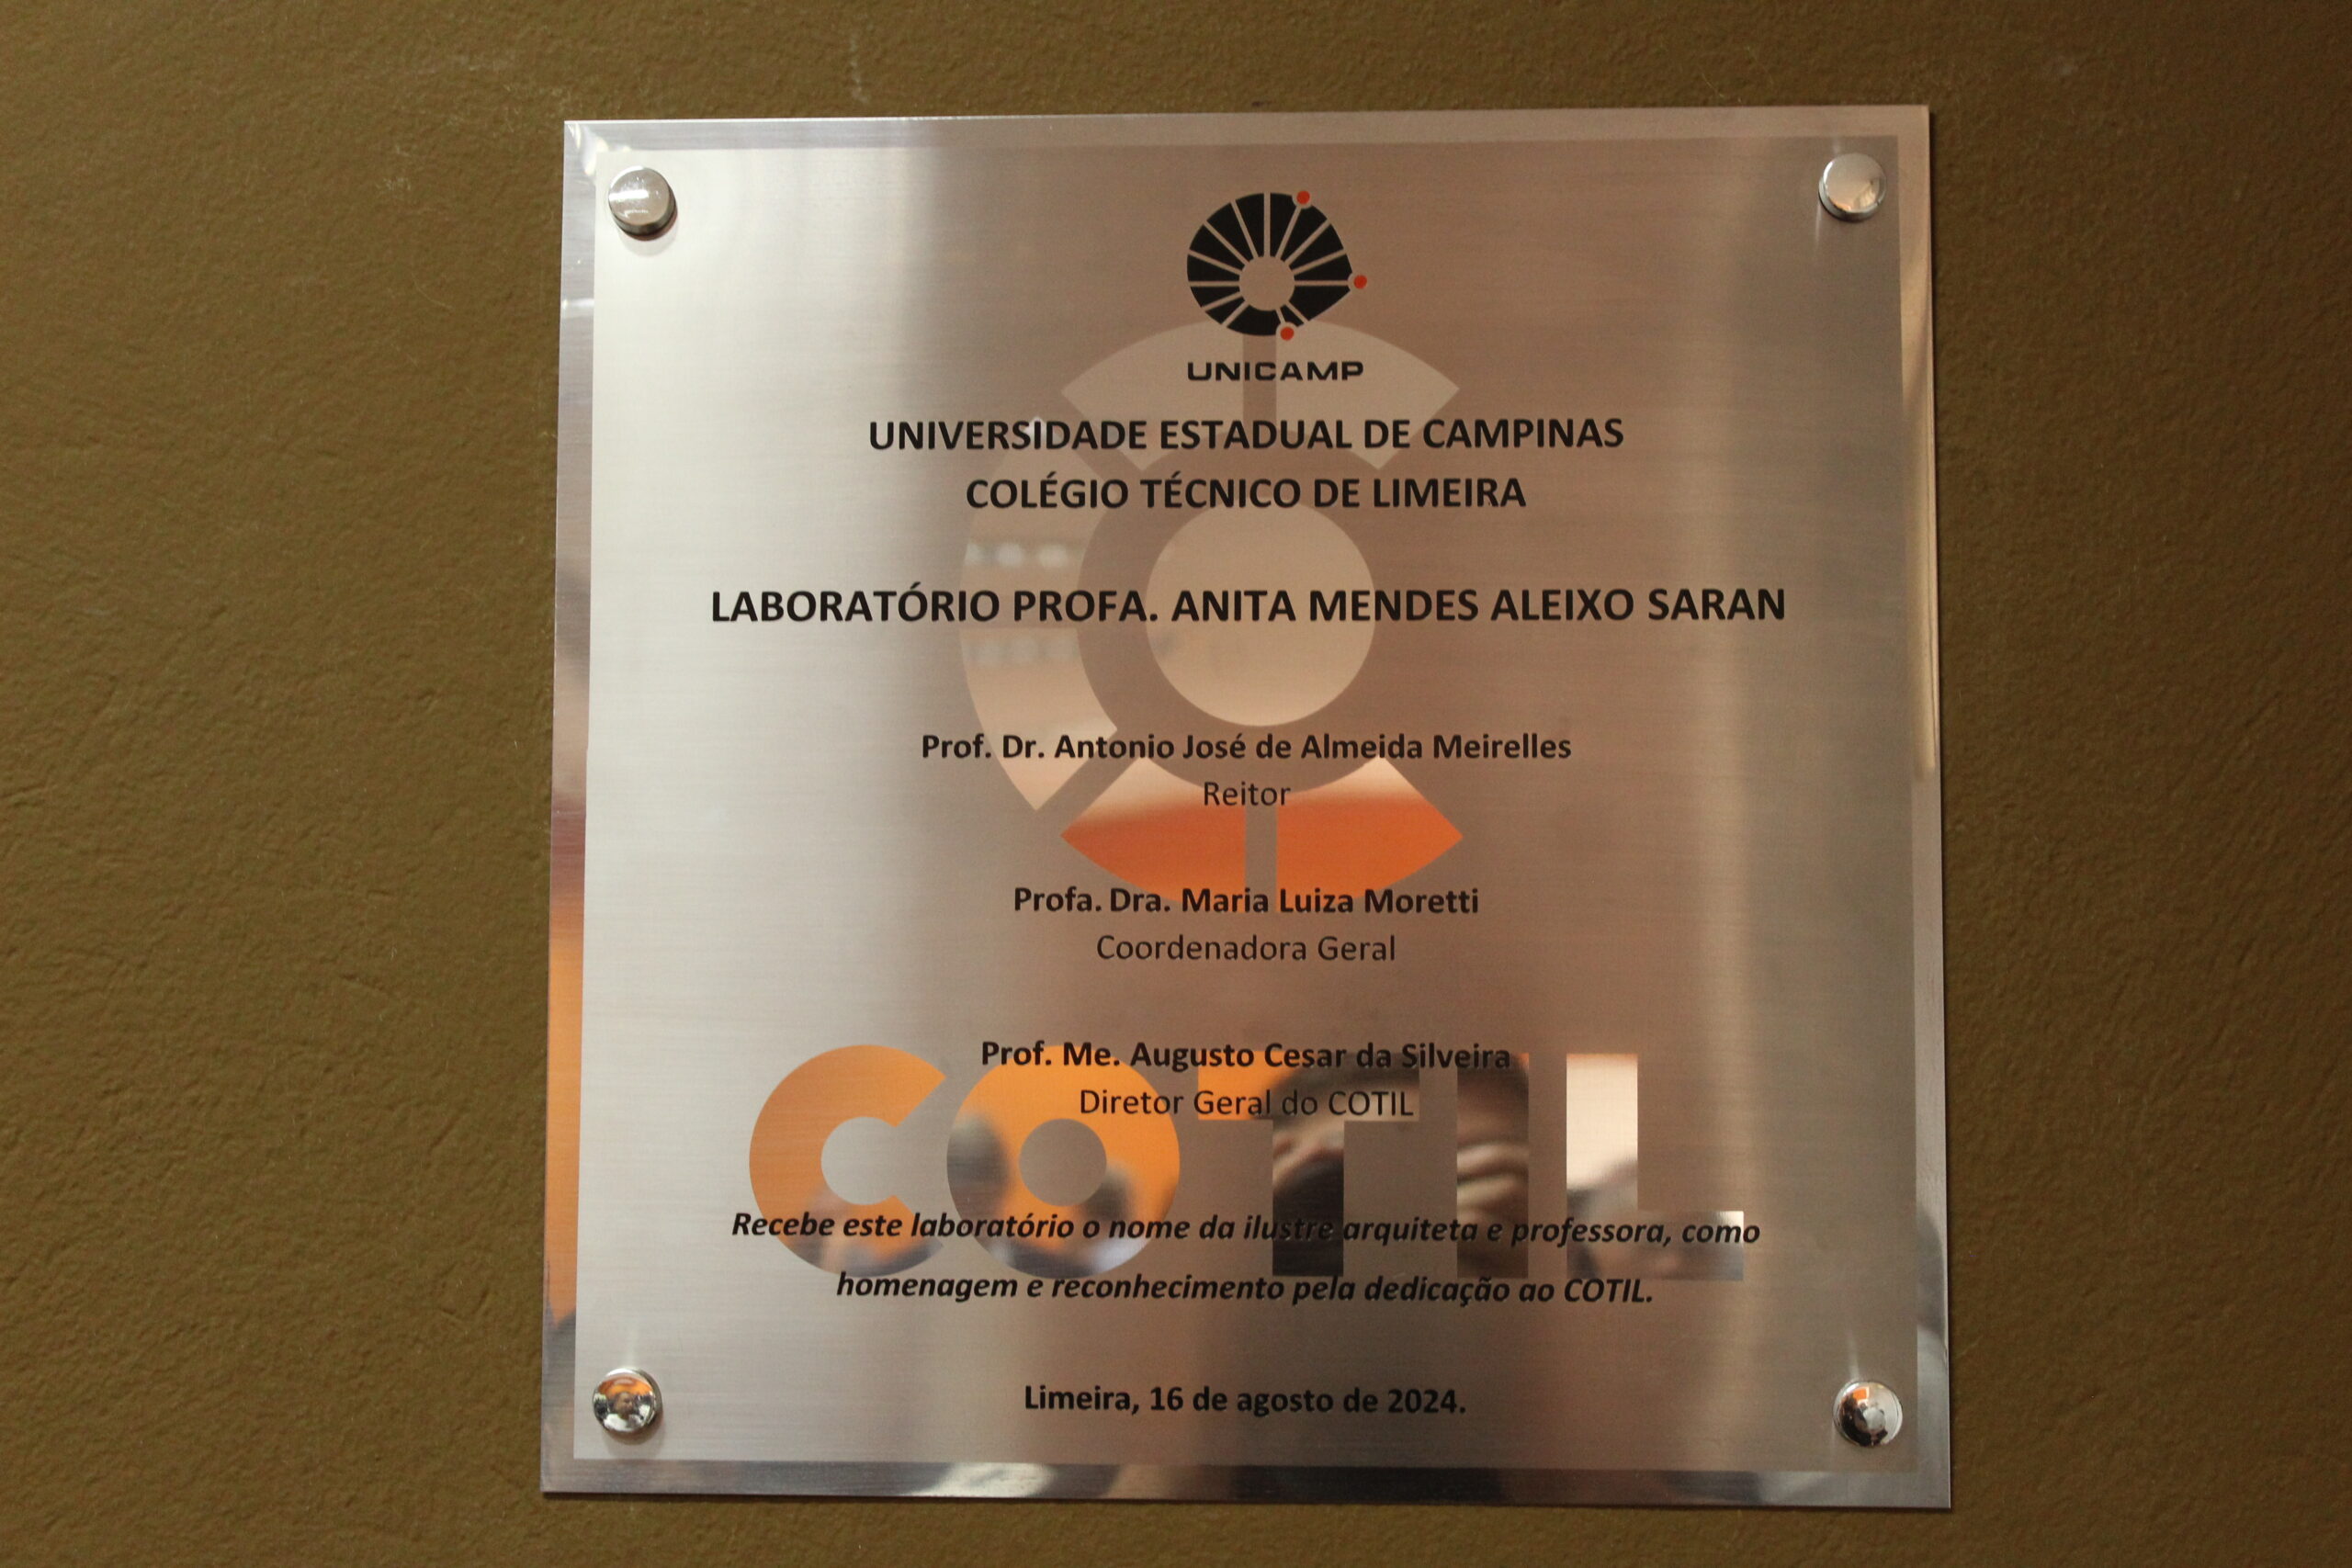 UNICAMP
UNIVERSIDADE ESTADUAL DE CAMPINAS
COLÉGIO TÉCNICO DE LIMEIRA
LABORATÓRIO PROFA. ANITA MENDES ALEIXO SARAN
Prof. Dr. Antonio José de Almeida Meirelles
Reitor
Profa. Dra. Maria Luiza Moretti
Coordenadora Geral
Prof. Me. Augusto Cesar da Silveira
Diretor Geral do COTIL
COTIL
Recebe este laboratório o nome da ilustre arquiteta e professora, como
homenagem e reconhecimento pela dedicação ao COTIL.
Limeira, 16 de agosto de 2024.